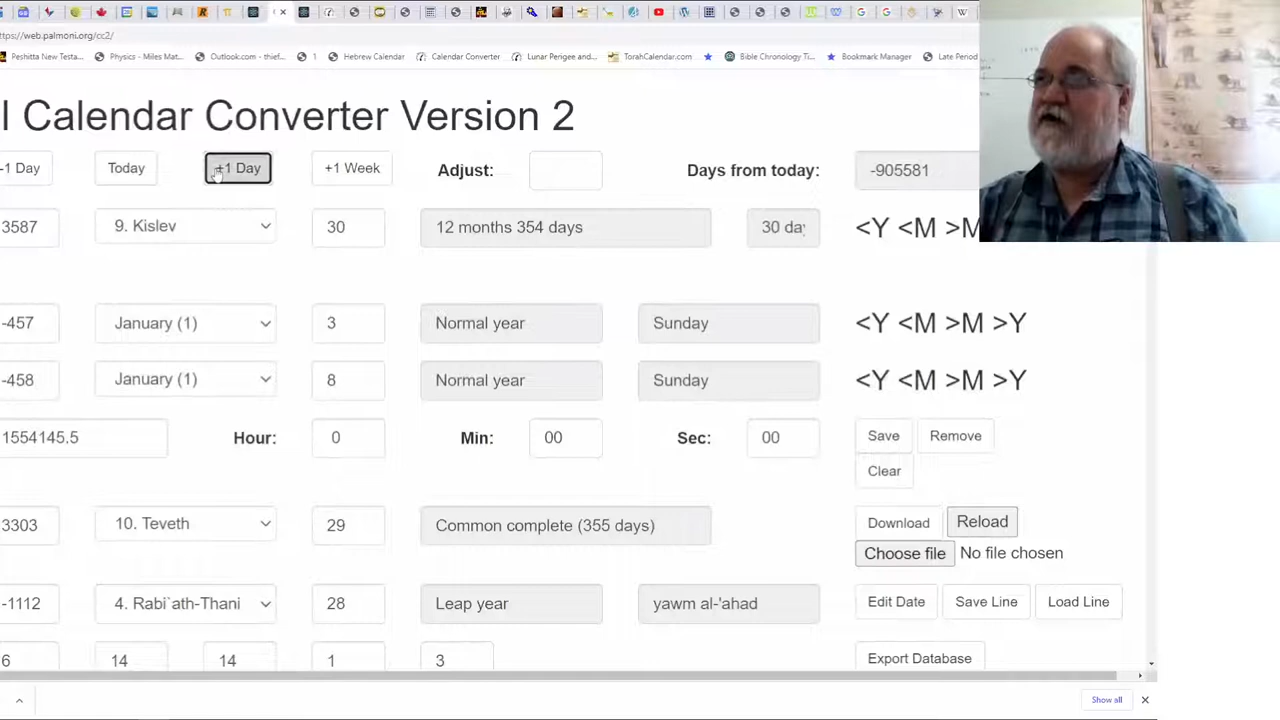 ttps://web.palmoni.org/cc2/
Peshitta New Testa... Physics - Miles Mat... Outlook.com - thief... 1 Hebrew Calendar Calendar Converter Lunar Perigee and... TorahCalendar.com Bible Chronology Ti... Bookmark Manager Late Period
l Calendar Converter Version 2
-1 Day Today +1 Day +1 Week Adjust: Days from today: -905581
3587 9. Kislev 30 12 months 354 days 30 day <Y <M >M
-457 January (1) 3 Normal year Sunday <Y <M >M >Y
-458 January (1) 8 Normal year Sunday <Y <M >M >Y
1554145.5 Hour: 0 Min: 00 Sec: 00 Save Remove
Clear
3303 10. Teveth 29 Common complete (355 days) Download Reload
Choose file No file chosen
-1112 4. Rabi`ath-Thani 28 Leap year yawm al-'ahad Edit Date Save Line Load Line
6 14 14 1 3 Export Database
Show all